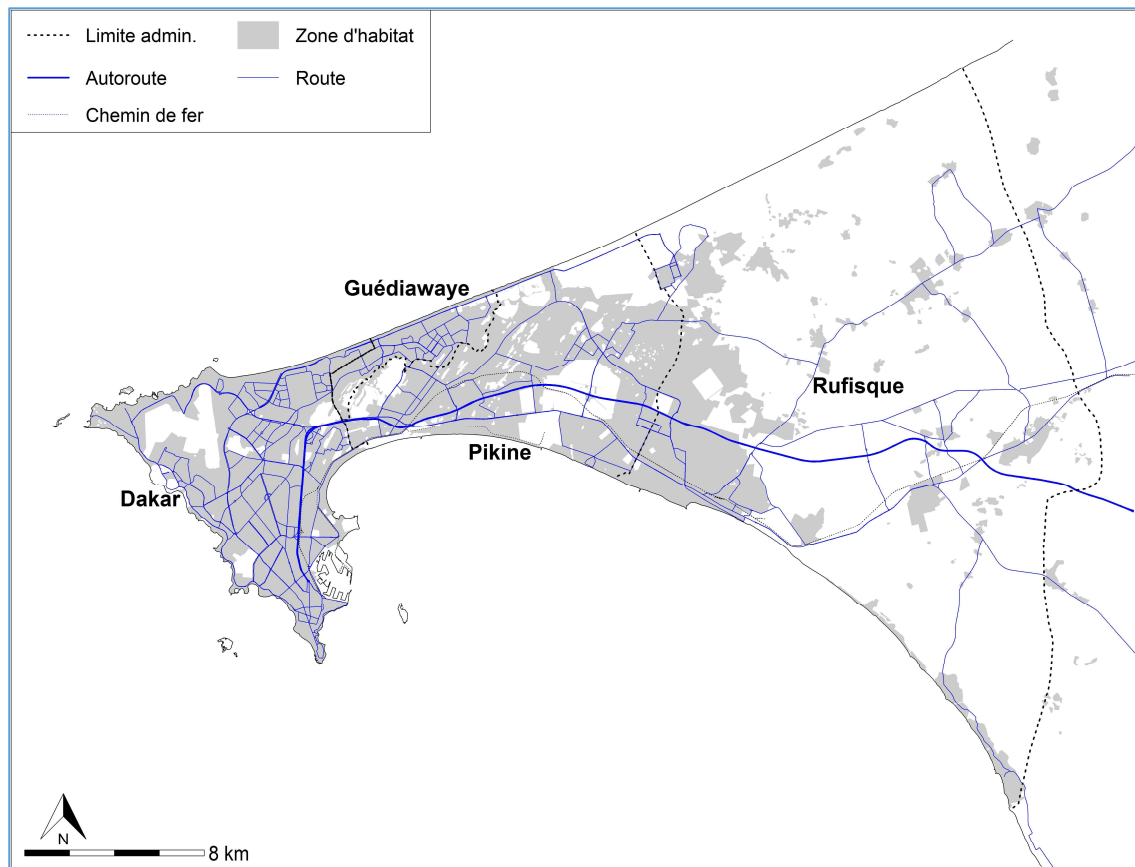 Limite admin.
Zone d'habitat
Autoroute
Route
Chemin de fer
Guédiawaye
Rufisque
Pikine
Dakar
N
8 km